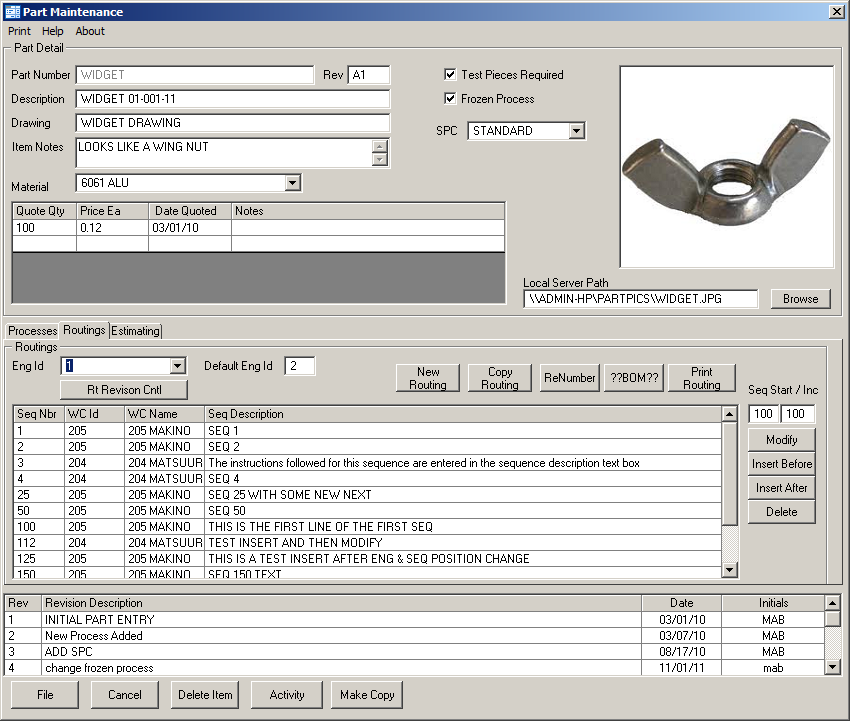 Part Maintenance
Print Help About
Part Detail
Part Number WIDGET Rev A1
Description WIDGET 01-001-11
Drawing WIDGET DRAWING
Item Notes LOOKS LIKE A WING NUT
Material 6061 ALU
Test Pieces Required
Frozen Process
SPC STANDARD
Quote Qty Price Ea Date Quoted Notes
100 0.12 03/01/10
Local Server Path
\\ADMIN-HP\PARTPICS\WIDGET.JPG Browse
Processes Routings Estimating
Routings
Eng Id 1 Default Eng Id 2
Rt Revison Cntl
New Routing Copy Routing ReNumber ??BOM?? Print Routing
Seq Start / Inc
100 100
Modify
Insert Before
Insert After
Delete
Seq Nbr WC Id WC Name Seq Description
1 205 205 MAKINO SEQ 1
2 205 205 MAKINO SEQ 2
3 204 204 MATSUUR The instructions followed for this sequence are entered in the sequence description text box
4 204 204 MATSUUR SEQ 4
25 205 205 MAKINO SEQ 25 WITH SOME NEW NEXT
50 205 205 MAKINO SEQ 50
100 205 205 MAKINO THIS IS THE FIRST LINE OF THE FIRST SEQ
112 204 204 MATSUUR TEST INSERT AND THEN MODIFY
125 205 205 MAKINO THIS IS A TEST INSERT AFTER ENG & SEQ POSITION CHANGE
150 205 205 MAKINO SEQ 150 TEXT
Rev Revision Description Date Initials
1 INITIAL PART ENTRY 03/01/10 MAB
2 New Process Added 03/07/10 MAB
3 ADD SPC 08/17/10 MAB
4 change frozen process 11/01/11 mab
File Cancel Delete Item Activity Make Copy